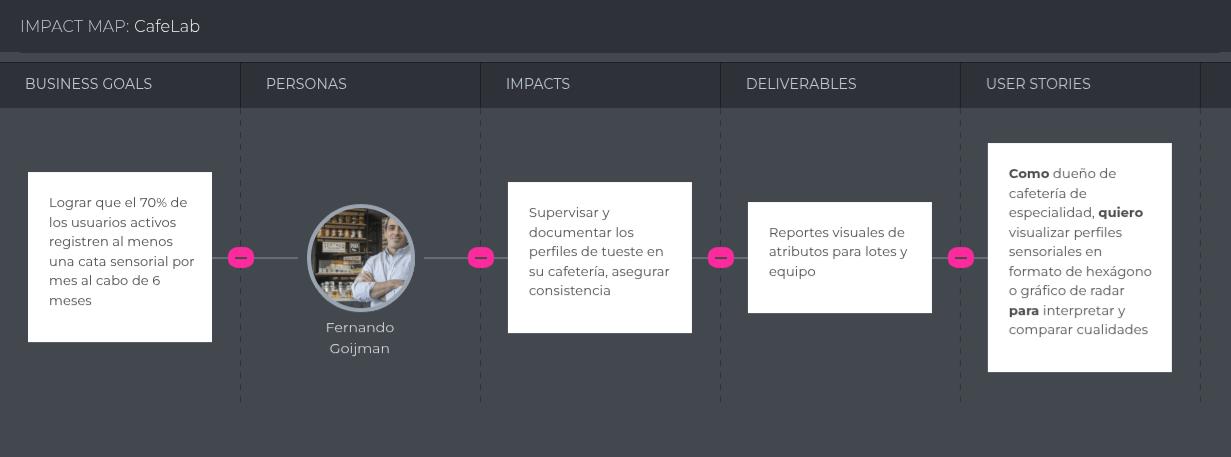 IMPACT MAP: CafeLab
BUSINESS GOALS
PERSONAS
IMPACTS
DELIVERABLES
USER STORIES
Lograr que el 70% de
los usuarios activos
registren al menos
una cata sensorial por
mes al cabo de 6
meses
Fernando
Goijman
Supervisar y
documentar los
perfiles de tueste en
su cafetería, asegurar
consistencia
Reportes visuales de
atributos para lotes y
equipo
Como dueño de
cafetería de
especialidad, quiero
visualizar perfiles
sensoriales en
formato de hexágono
o gráfico de radar
para interpretar y
comparar cualidades